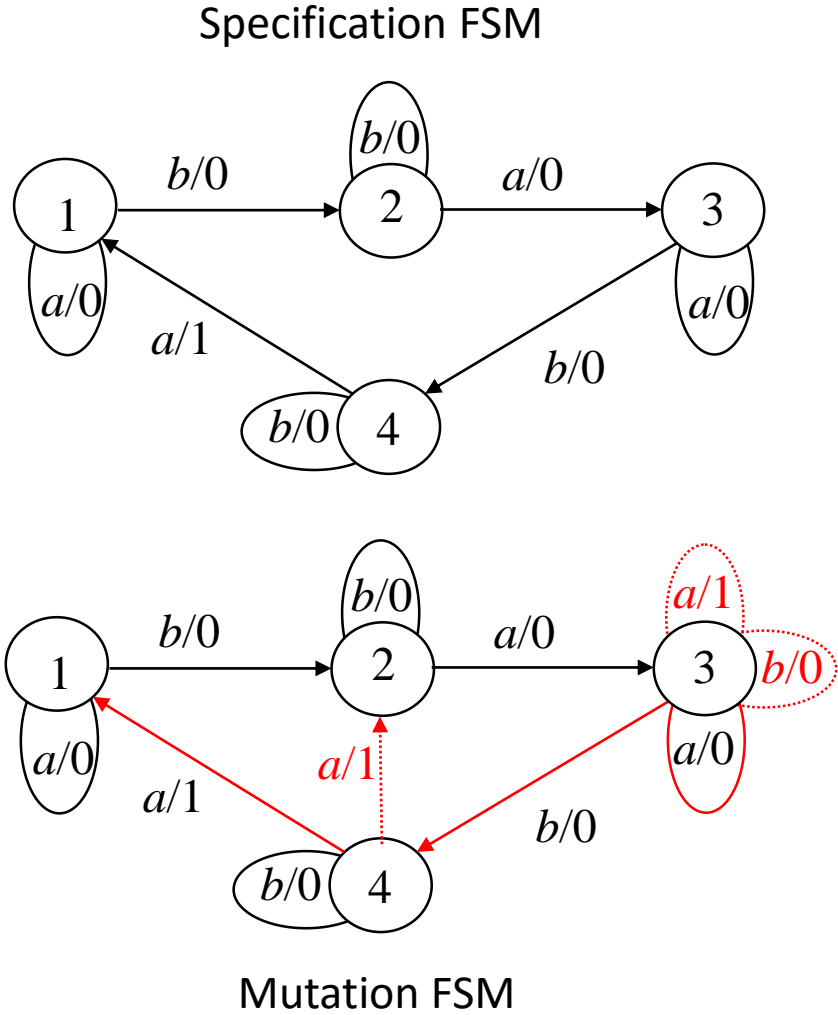 Specification FSM
b/0
b/0 a/0
1 2 3
a/0 a/0
a/1 b/0
b/0 4
b/0 a/1
b/0 a/0
1 2 3 b/0
a/0 a/1 a/0
a/1 b/0
b/0 4
Mutation FSM